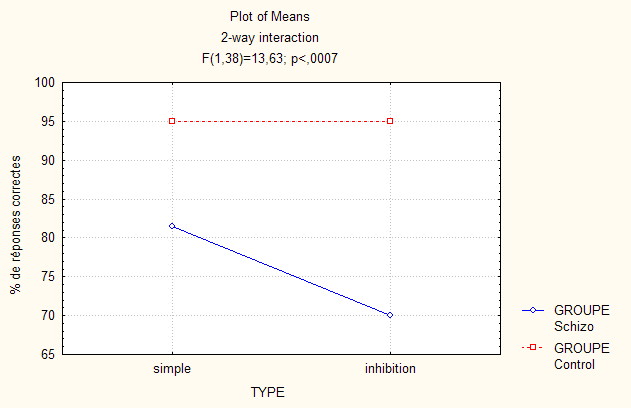 Plot of Means
2-way interaction
F(1,38)=13,63; p<,0007
% de réponses correctes
100
95
90
85
80
75
70
65
simple
inhibition
TYPE
GROUPE
Schizo
GROUPE
Control